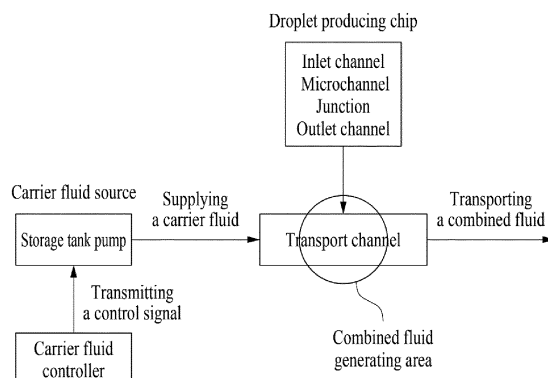 Droplet producing chip
Inlet channel
Microchannel
Junction
Outlet channel
Carrier fluid source
Supplying
a carrier fluid
Transporting
a combined fluid
Storage tank pump
Transport channel
Transmitting
a control signal
Combined fluid
generating area
Carrier fluid
controller